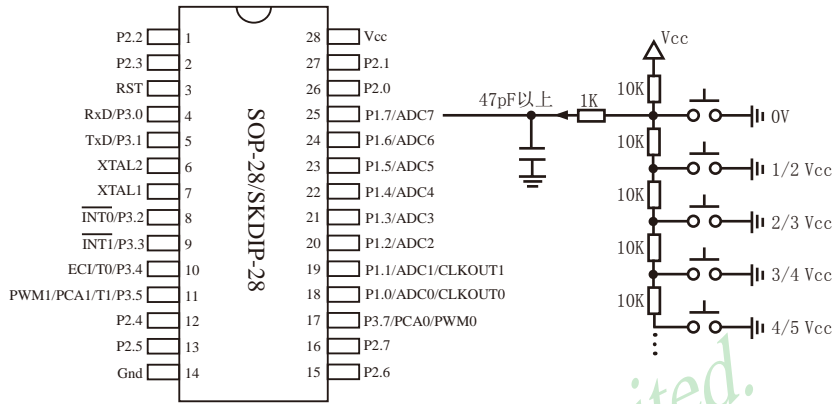 P2.2 1
P2.3 2
RST 3
RxD/P3.0 4
TxD/P3.1 5
XTAL2 6
XTAL1 7
INT0/P3.2 8
INT1/P3.3 9
ECI/T0/P3.4 10
PWM1/PCA1/T1/P3.5 11
P2.4 12
P2.5 13
Gnd 14
SOP-28/SKDIP-28
28 Vcc
27 P2.1
26 P2.0
25 P1.7/ADC7
24 P1.6/ADC6
23 P1.5/ADC5
22 P1.4/ADC4
21 P1.3/ADC3
20 P1.2/ADC2
19 P1.1/ADC1/CLKOUT1
18 P1.0/ADC0/CLKOUT0
17 P3.7/PCA0/PWM0
16 P2.7
15 P2.6
47pF以上
1K
Vcc
10K
0V
10K
1/2 Vcc
10K
2/3 Vcc
10K
3/4 Vcc
10K
4/5 Vcc